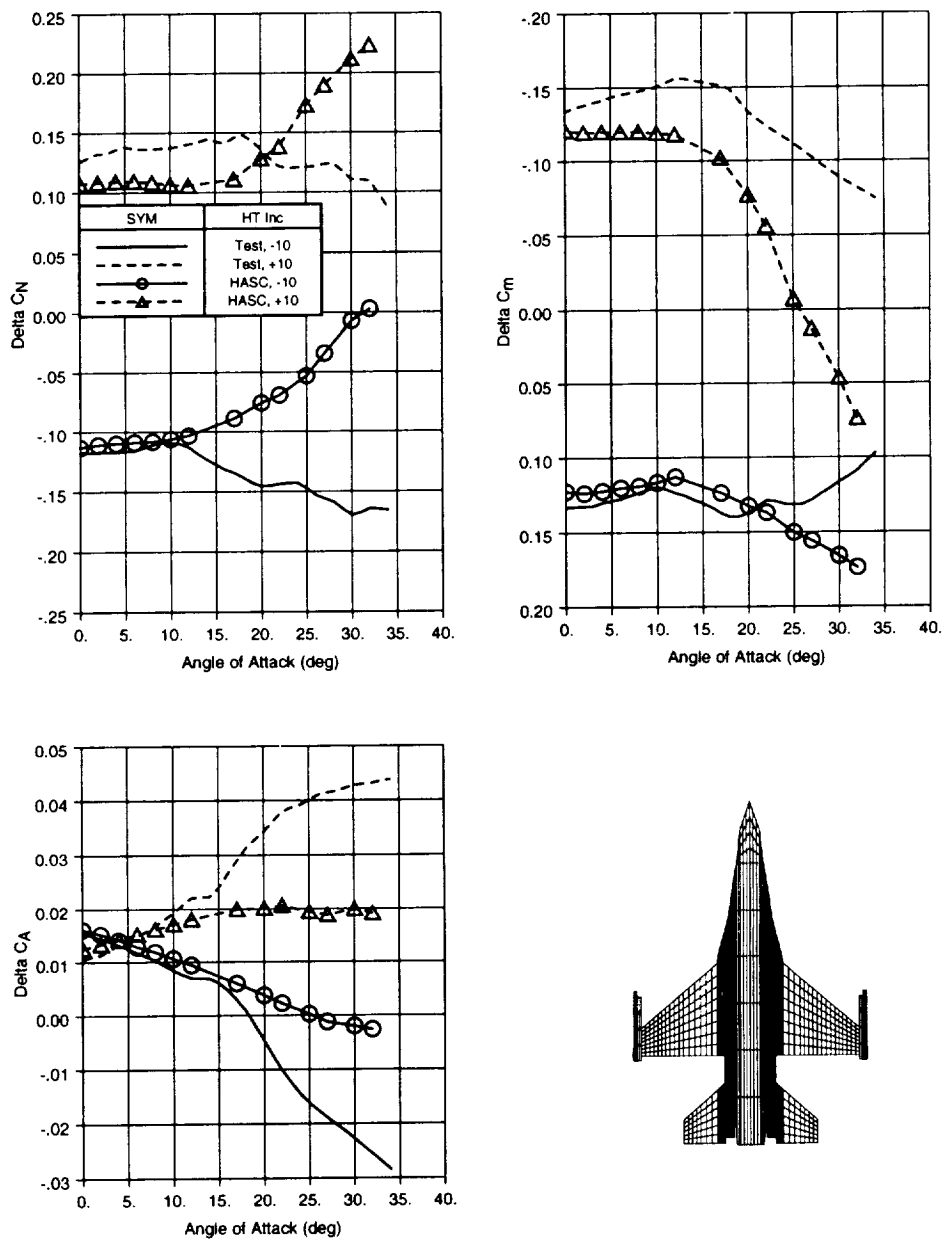 0.25
0.20
0.15
0.10
0.05
0.00
-.05
-.10
-.15
-.20
-.25
Delta CN
SYM HT Inc
Test, -10
Test, +10
HASC, -10
HASC, +10
0. 5. 10. 15. 20. 25. 30. 35. 40.
Angle of Attack (deg)
-.20
-.15
-.10
-.05
0.00
0.05
0.10
0.15
0.20
Delta Cm
0. 5. 10. 15. 20. 25. 30. 35. 40.
Angle of Attack (deg)
0.05
0.04
0.03
0.02
0.01
0.00
-.01
-.02
-.03
Delta CA
0. 5. 10. 15. 20. 25. 30. 35. 40.
Angle of Attack (deg)